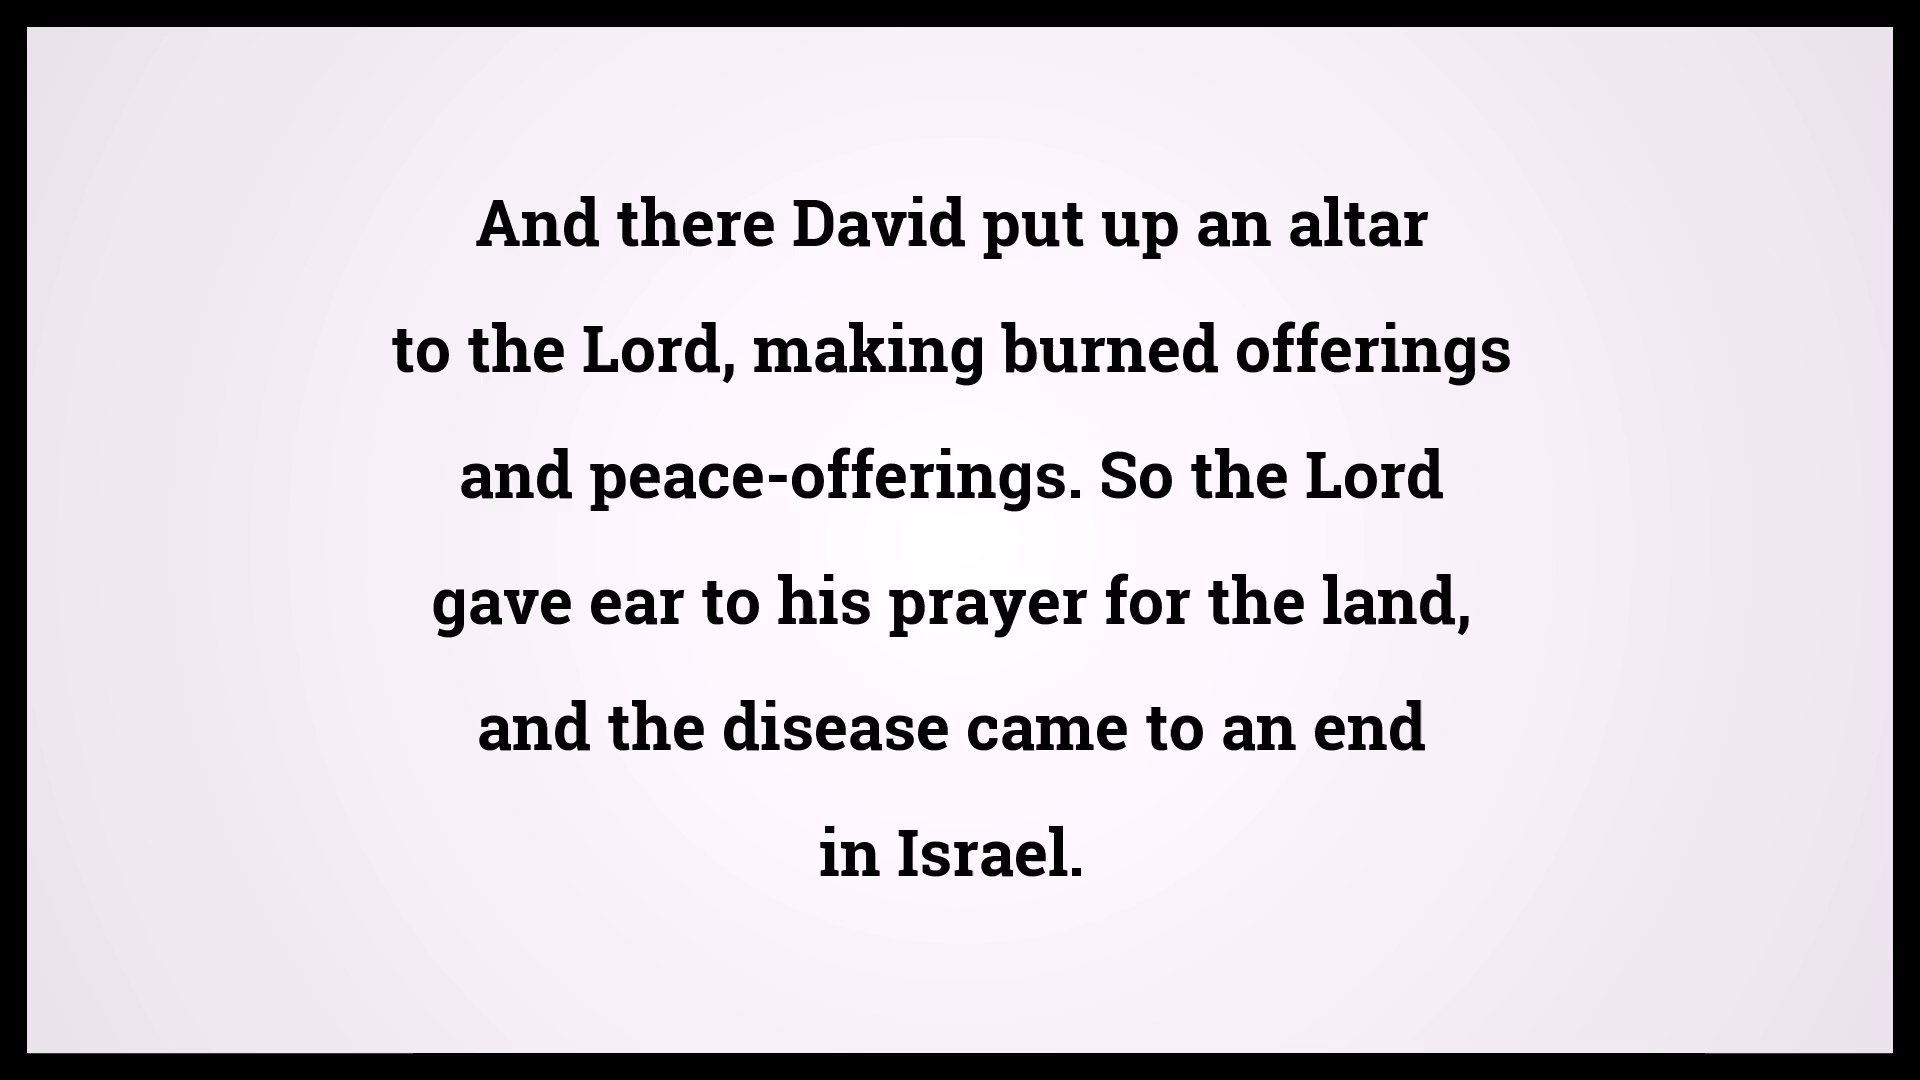 And there David put up an altar
to the Lord, making burned offerings
and peace-offerings. So the Lord
gave ear to his prayer for the land,
and the disease came to an end
in Israel.